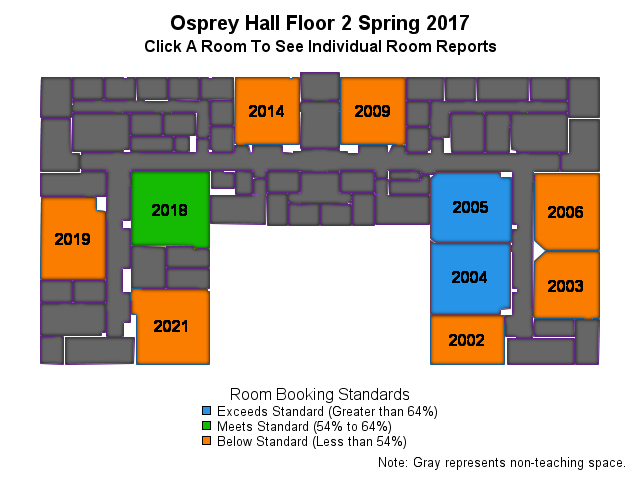 Osprey Hall Floor 2 Spring 2017
Click A Room To See Individual Room Reports
2014
2009
2018
2005
2006
2019
2004
2003
2021
2002
Room Booking Standards
Exceeds Standard (Greater than 64%)
Meets Standard (54% to 64%)
Below Standard (Less than 54%)
Note: Gray represents non-teaching space.